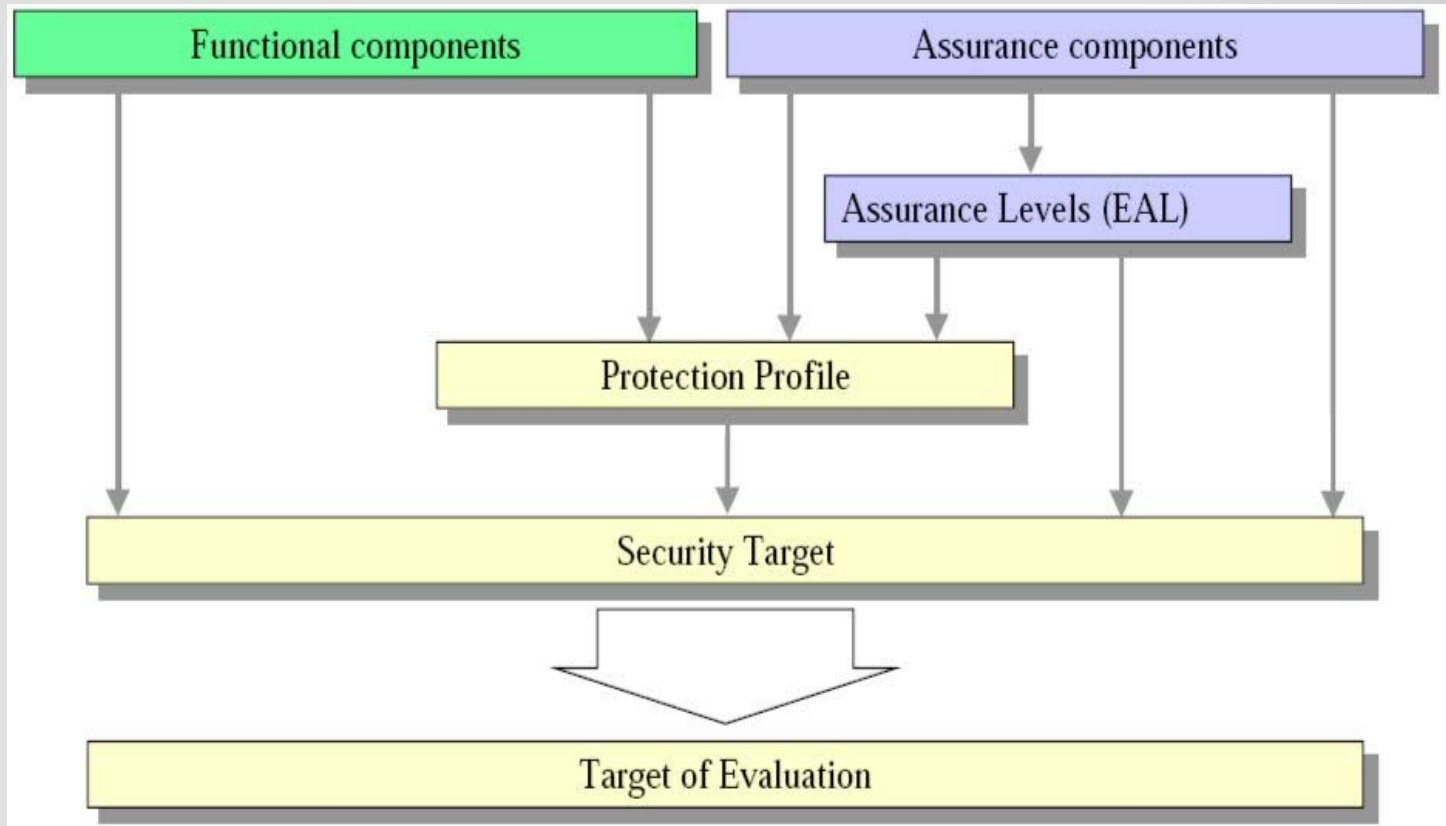 Functional components
Assurance components
Assurance Levels (EAL)
Protection Profile
Security Target
Target of Evaluation